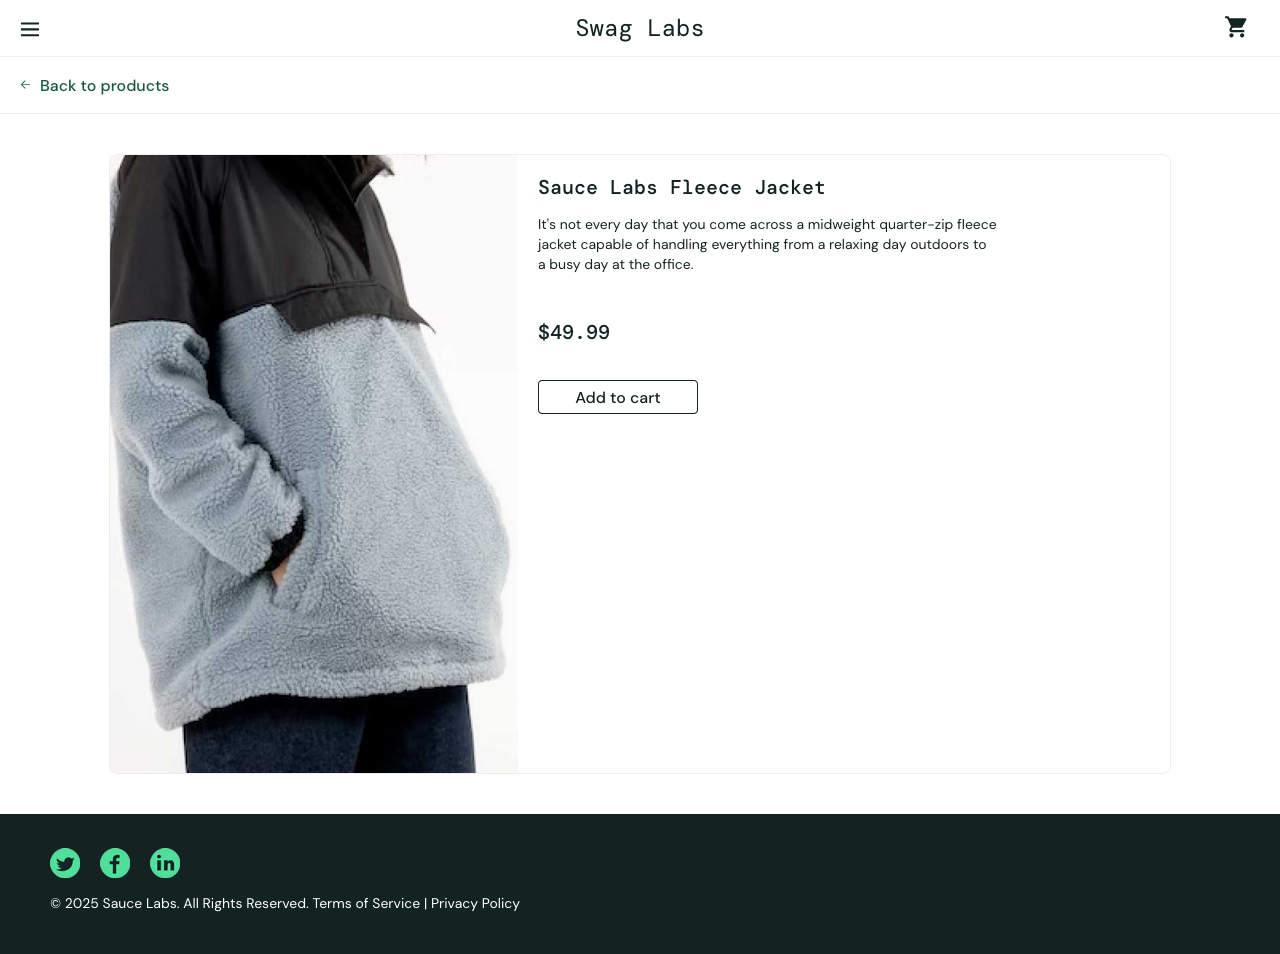 Swag Labs
Back to products
Sauce Labs Fleece Jacket
It's not every day that you come across a midweight quarter-zip fleece
jacket capable of handling everything from a relaxing day outdoors to
a busy day at the office.
$49.99
Add to cart
© 2025 Sauce Labs. All Rights Reserved. Terms of Service | Privacy Policy